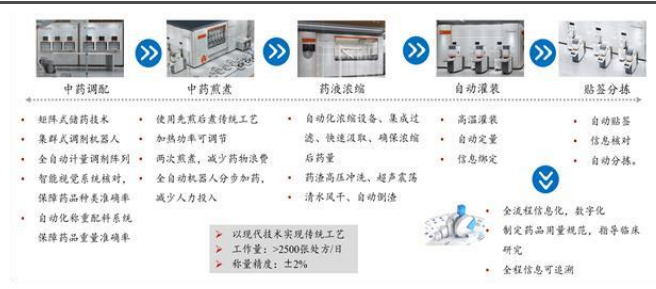 中药调配
中药煎煮
药液浓缩
自动灌装
贴签分拣
• 矩阵式储药技术
• 集群式调剂机器人
• 全自动计量调剂阵列
• 智能视觉系统核对，
保障药品种类准确率
• 自动化称重配料系统
保障药品重量准确率
• 使用先煎后煮传统工艺
• 加热功率可调节
• 两次煎煮，减少药物浪费
• 全自动机器人分步加药，
减少人力投入
• 自动化浓缩设备、集成过
滤、快速汲取、确保浓缩
后药量
• 药渣高压冲洗、超声震荡
• 清水风干、自动倒渣
• 高温灌装
• 自动定量
• 信息绑定
• 自动贴签
• 信息核对
• 自动分拣。
➢ 以现代技术实现传统工艺
➢ 工作量：>2500张处方/日
➢ 称量精度：±2%
• 全流程信息化，数字化
• 制定药品用量规范，指导临床
研究
• 全程信息可追溯